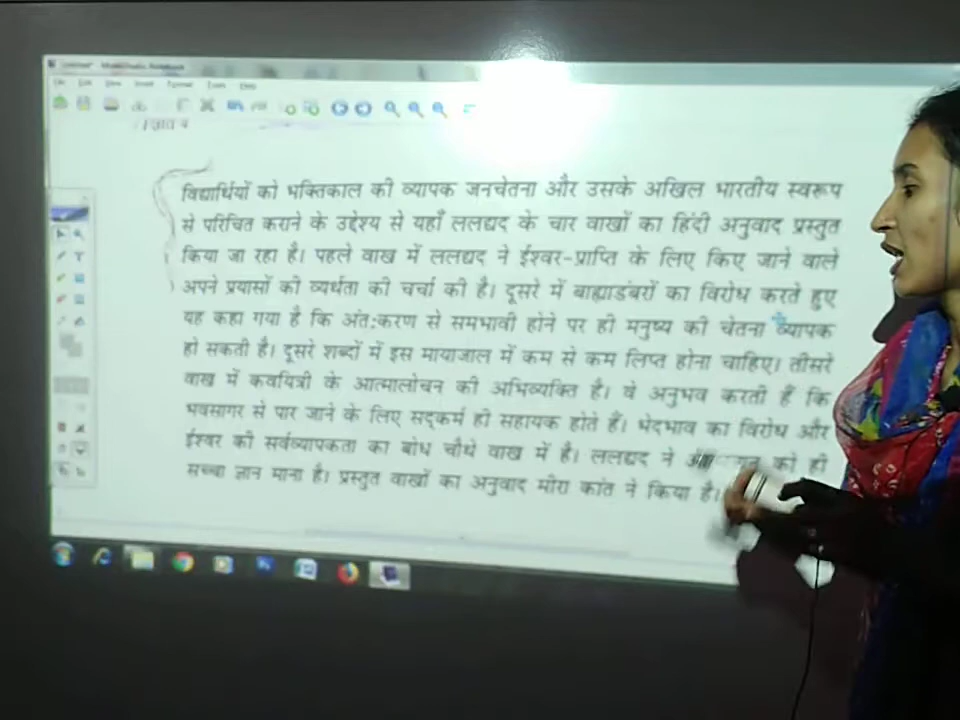 विद्यार्थियों को भक्तिकाल की व्यापक जनचेतना और उसके अखिल भारतीय स्वरूप
से परिचित कराने के उद्देश्य से यहाँ ललद्यद के चार वाखों का हिंदी अनुवाद प्रस्तुत
किया जा रहा है। पहले वाख में ललद्यद ने ईश्वर-प्राप्ति के लिए किए जाने वाले
अपने प्रयासों की व्यर्थता की चर्चा की है। दूसरे में बाह्याडंबरों का विरोध करते हुए
यह कहा गया है कि अंत:करण से समभावी होने पर ही मनुष्य की चेतना व्यापक
हो सकती है। दूसरे शब्दों में इस मायाजाल में कम से कम लिप्त होना चाहिए। तीसरे
वाख में कवयित्री के आत्मालोचन की अभिव्यक्ति है। वे अनुभव करती हैं कि
भवसागर से पार जाने के लिए सद्कर्म ही सहायक होते हैं। भेदभाव का विरोध और
ईश्वर की सर्वव्यापकता का बोध चौथे वाख में है। ललद्यद ने को ही
सच्चा ज्ञान माना है। प्रस्तुत वाखों का अनुवाद मीरा कांत ने किया है।